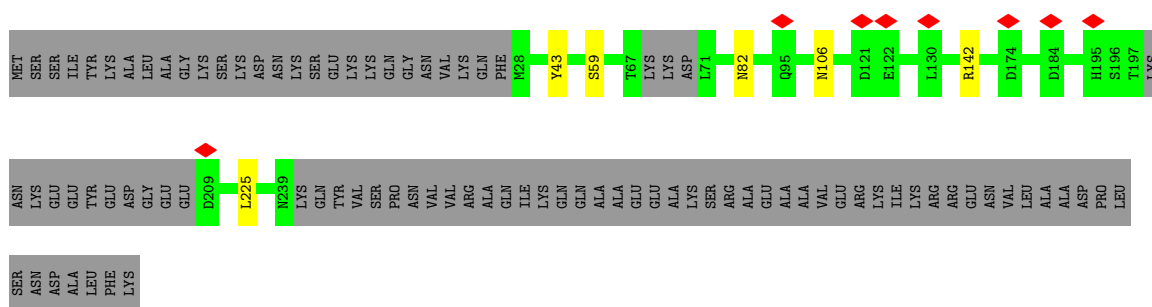 MET SER SER ILE TYR LYS ALA LEU ALA GLY LYS SER LYS ASP ASN LYS SER GLU LYS LYS GLN GLY ASN VAL LYS GLN PHE M28 Y43 S59 T67 LYS LYS ASP L71 N82 Q95 N106 D121 E122 L130 R142 D174 D184 H195 S196 T197 LYS
ASN LYS GLU GLU TYR GLU ASP GLY GLU GLU D209 L225 N239 LYS GLN TYR VAL SER PRO ASN VAL VAL ARG ALA GLN ILE LYS GLN GLN ALA ALA GLU GLU ALA LYS SER ARG ALA GLU ALA ALA VAL GLU ARG LYS ILE LYS ARG ARG GLU ASN VAL LEU ALA ALA ASP PRO LEU
SER ASN ASP ALA LEU PHE LYS